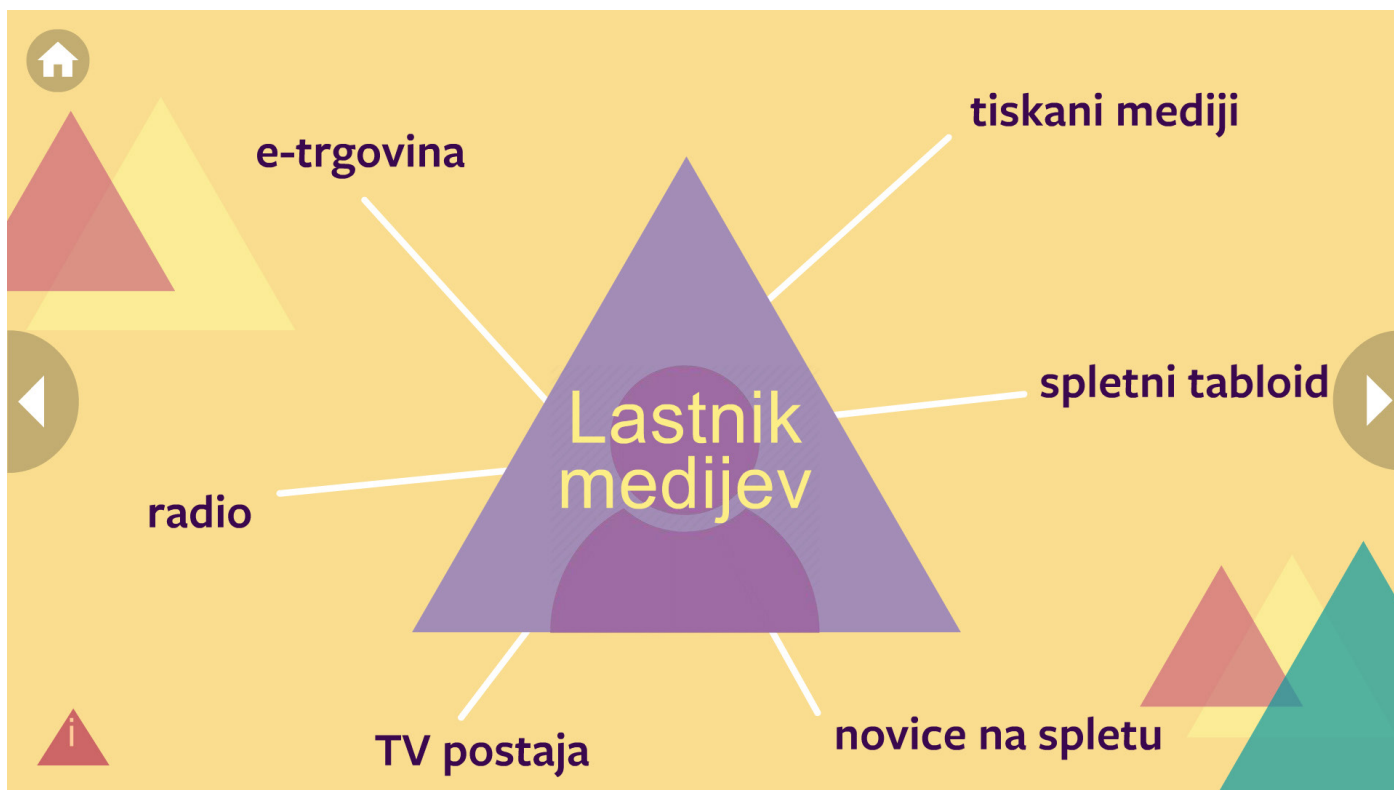 tiskani mediji
e-trgovina
spletni tabloid
Lastnik
medijev
radio
i
TV postaja
novice na spletu